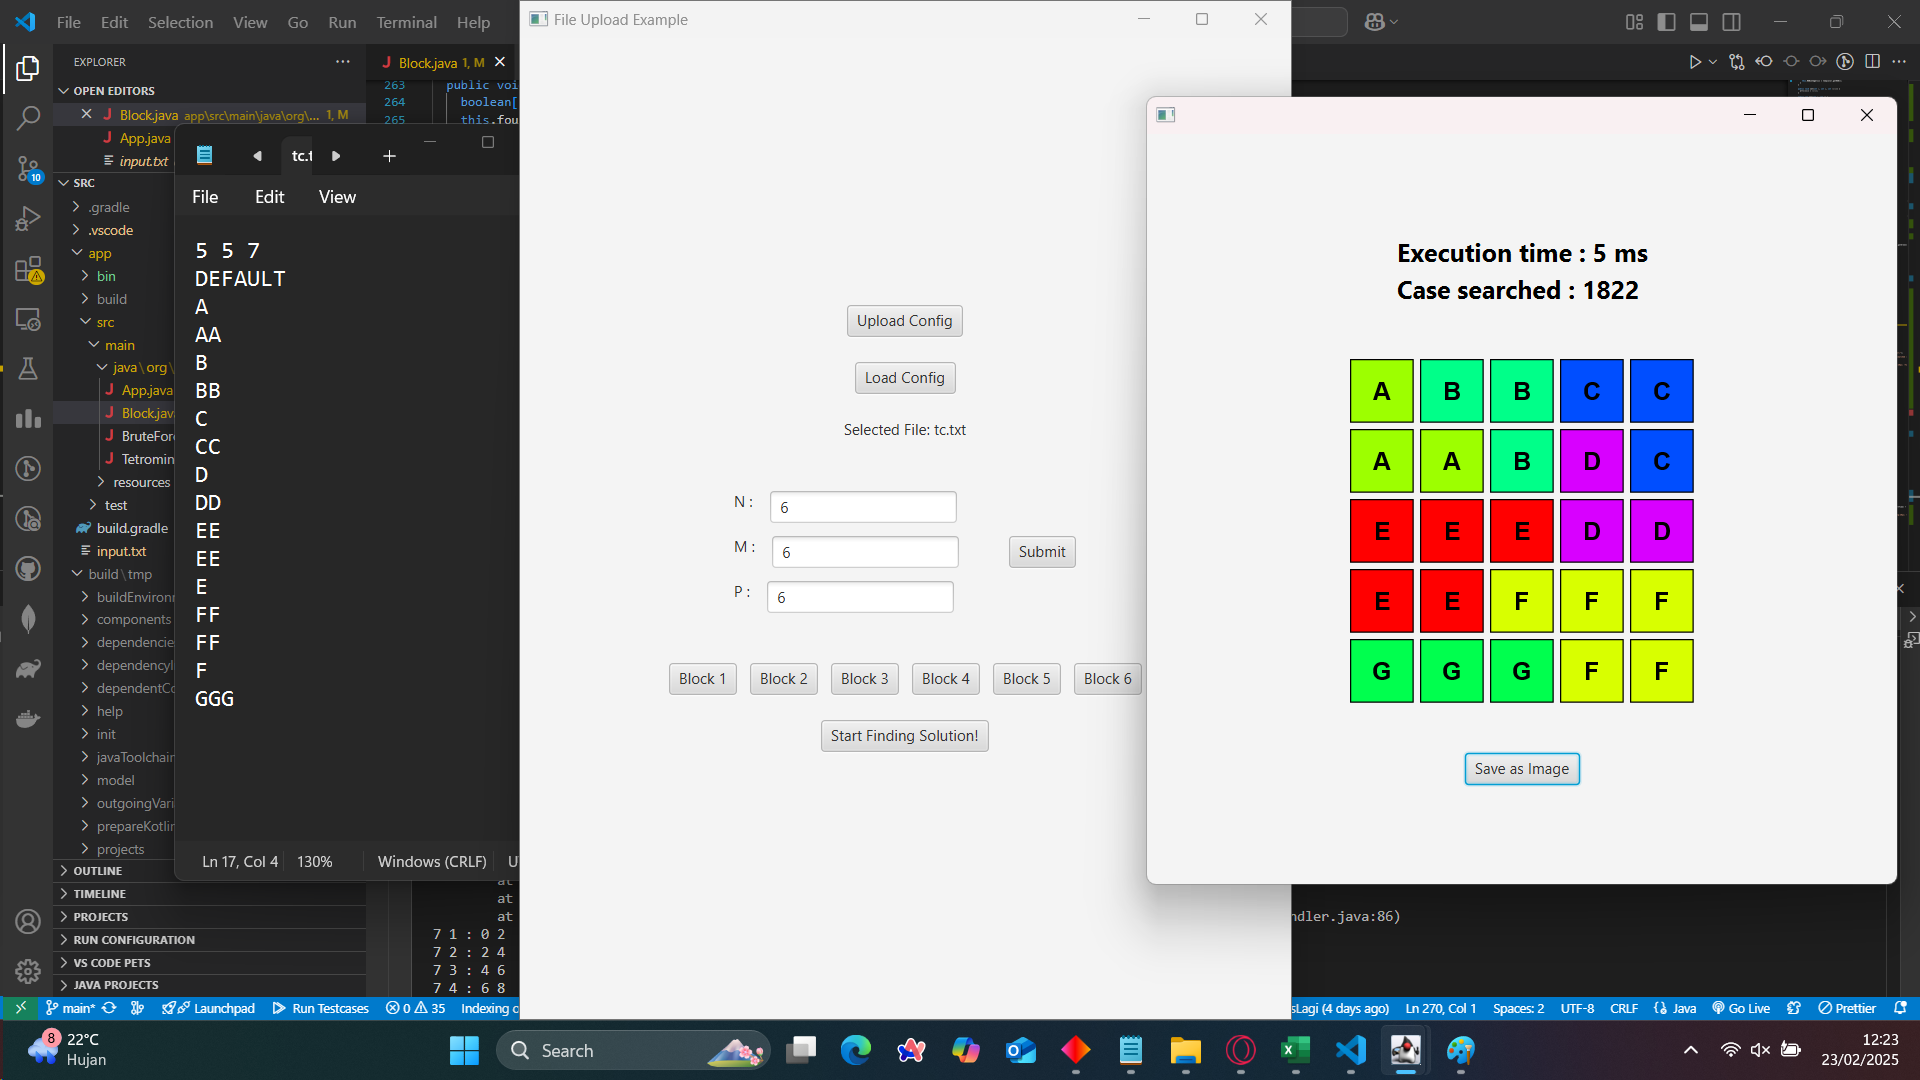 File Edit Selection View Go Run Terminal Help
EXPLORER
OPEN EDITORS
Block.java app\src\main\java\org\... 1, M
App.java
input.txt
SRC
.gradle
.vscode
app
bin
build
src
main
java\org\
App.java
Block.jav
BruteFor
Tetromin
resources
test
build.gradle
input.txt
build\tmp
buildEnviron
components
dependencie
dependencyl
dependentCo
help
init
javaToolchain
model
outgoingVari
prepareKotlin
projects
OUTLINE
TIMELINE
PROJECTS
RUN CONFIGURATION
VS CODE PETS
JAVA PROJECTS
10
Block.java 1, M
263 public voi
264 boolean[
265 this.fou
tc.t
File Edit View
5 5 7
DEFAULT
A
AA
B
BB
C
CC
D
DD
EE
EE
E
FF
FF
F
GGG
Ln 17, Col 4 130% Windows (CRLF) U
at
at
at
7 1 : 0 2
7 2 : 2 4
7 3 : 4 6
7 4 : 6 8
File Upload Example
Upload Config
Load Config
Selected File: tc.txt
N : 6
M : 6
Submit
P : 6
Block 1 Block 2 Block 3 Block 4 Block 5 Block 6
Start Finding Solution!
Execution time : 5 ms
Case searched : 1822
A B B C C
A A B D C
E E E D D
E E F F F
G G G F F
Save as Image
ndler.java:86)
main* Launchpad Run Testcases 0 35 Indexing o
sLagi (4 days ago) Ln 270, Col 1 Spaces: 2 UTF-8 CRLF Java Go Live Prettier
8
22°C
Hujan
Search
12:23
23/02/2025